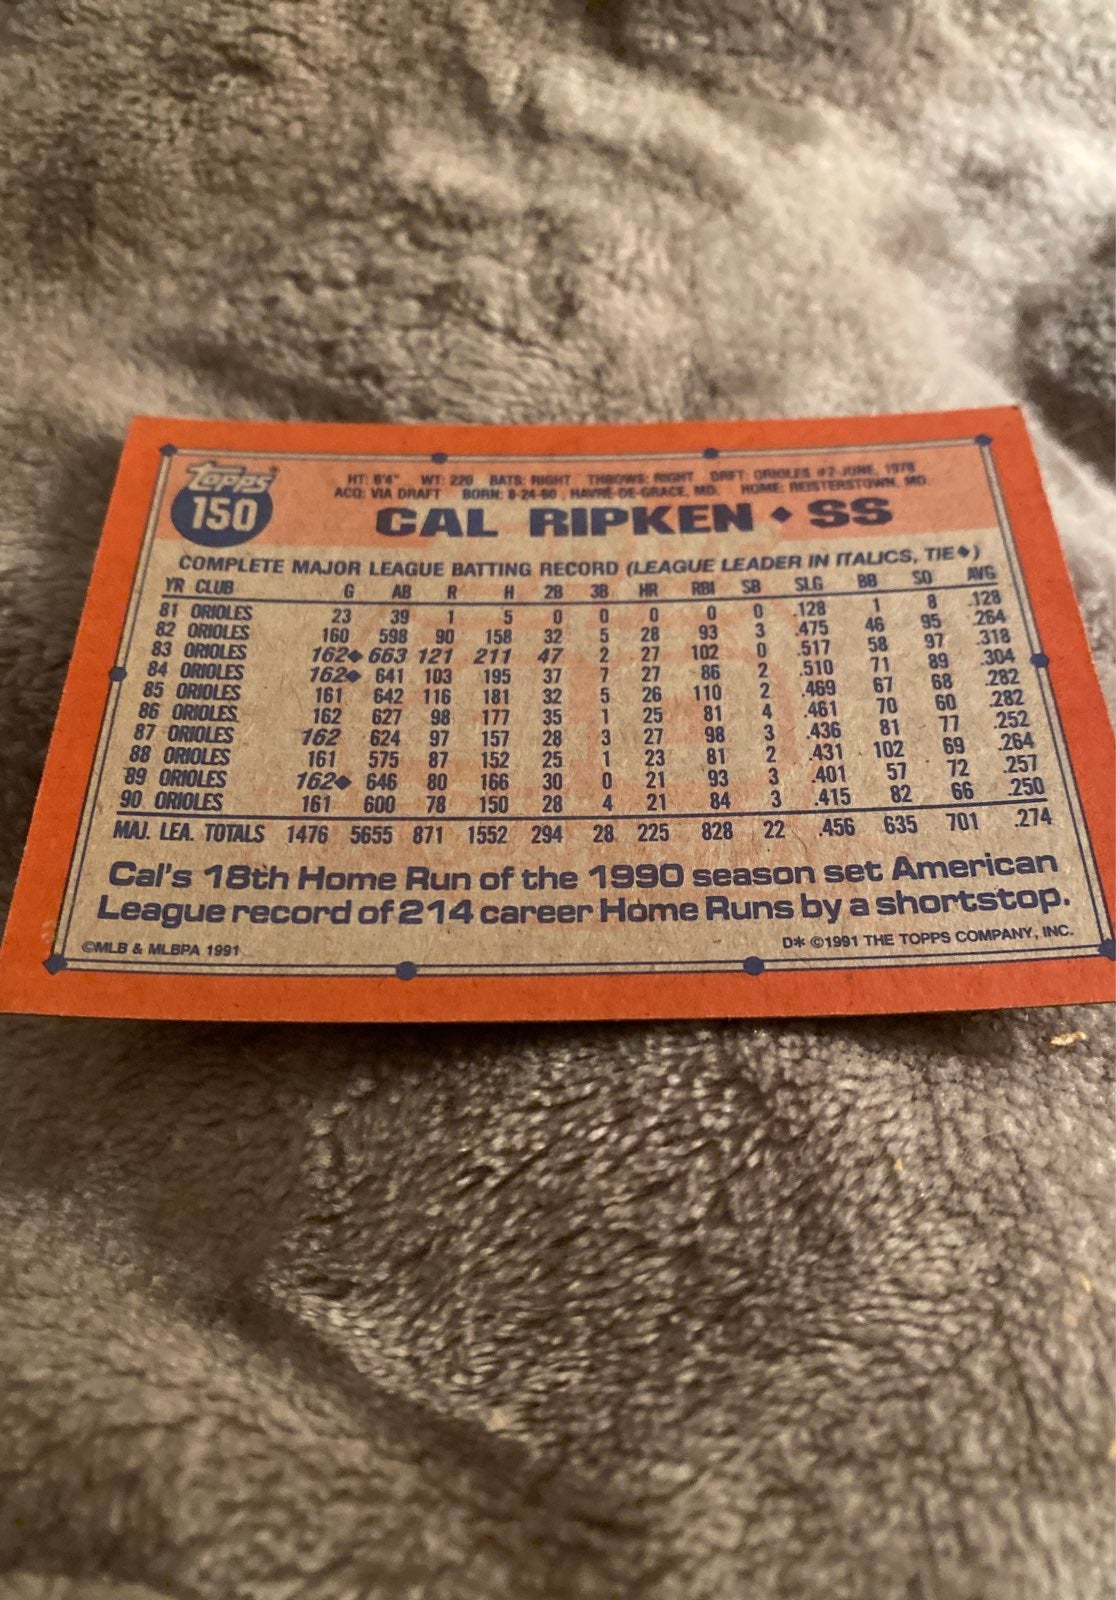 topps
150
HT: 6'4" WT: 220 BATS: RIGHT THROWS: RIGHT DRFT: ORIOLES #2-JUNE, 1978
ACQ: VIA DRAFT BORN: 8-24-60, HAVRE-DE-GRACE, MD. HOME: REISTERSTOWN, MD.
CAL RIPKEN ◆ SS
COMPLETE MAJOR LEAGUE BATTING RECORD (LEAGUE LEADER IN ITALICS, TIE◆)
YR CLUB G AB R H 2B 3B HR RBI SB SLG BB SO AVG
81 ORIOLES 23 39 1 5 0 0 0 0 0 .128 1 8 .128
82 ORIOLES 160 598 90 158 32 5 28 93 3 .475 46 95 .264
83 ORIOLES 162◆ 663 121 211 47 2 27 102 0 .517 58 97 .318
84 ORIOLES 162◆ 641 103 195 37 7 27 86 2 .510 71 89 .304
85 ORIOLES 161 642 116 181 32 5 26 110 2 .469 67 68 .282
86 ORIOLES 162 627 98 177 35 1 25 81 4 .461 70 60 .282
87 ORIOLES 162 624 97 157 28 3 27 98 3 .436 81 77 .252
88 ORIOLES 161 575 87 152 25 1 23 81 2 .431 102 69 .264
89 ORIOLES 162◆ 646 80 166 30 0 21 93 3 .401 57 72 .257
90 ORIOLES 161 600 78 150 28 4 21 84 3 .415 82 66 .250
MAJ. LEA. TOTALS 1476 5655 871 1552 294 28 225 828 22 .456 635 701 .274
Cal's 18th Home Run of the 1990 season set American
League record of 214 career Home Runs by a shortstop.
©MLB & MLBPA 1991 D* ©1991 THE TOPPS COMPANY, INC.